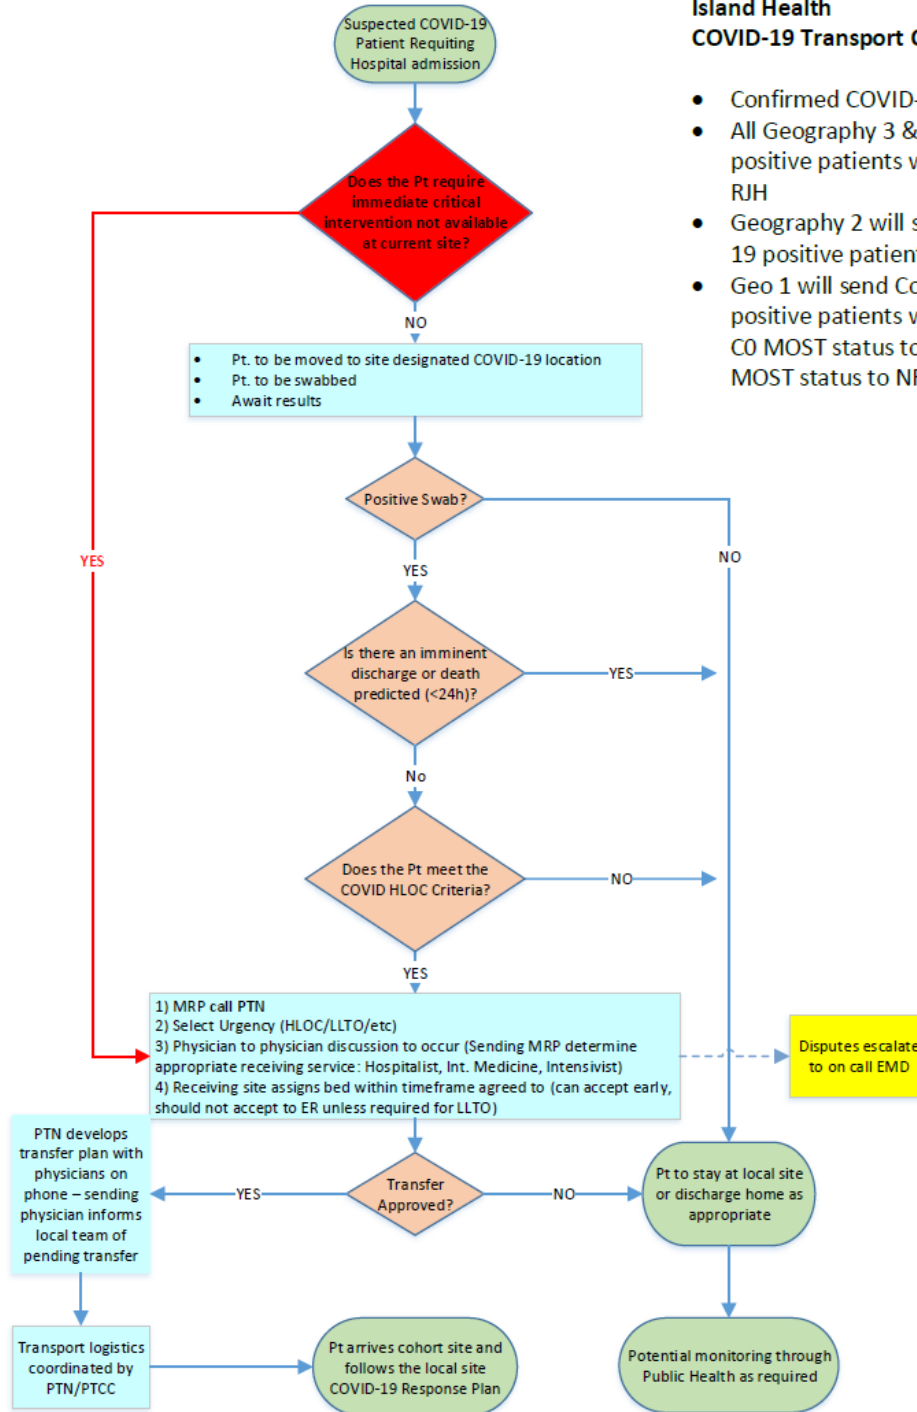 Suspected COVID-19
Patient Requiting
Hospital admission
Island Health
COVID-19 Transport
• Confirmed COVID-
• All Geography 3 &
positive patients
RJH
• Geography 2 will
19 positive
• Geo 1 will send
positive patients
C0 MOST status to
MOST status to
Does the Pt require
immediate critical
intervention not available
at current site?
NO
YES
• Pt. to be moved to site designated COVID-19 location
• Pt. to be swabbed
• Await results
Positive Swab?
NO
YES
Is there an imminent
discharge or death
predicted (<24h)?
YES
No
Does the Pt meet the
COVID HLOC Criteria?
NO
YES
1) MRP call PTN
2) Select Urgency (HLOC/LLTO/etc)
3) Physician to physician discussion to occur (Sending MRP determine
appropriate receiving service: Hospitalist, Int. Medicine, Intensivist)
4) Receiving site assigns bed within timeframe agreed to (can accept early,
should not accept to ER unless required for LLTO)
Disputes escalate
to on call EMD
PTN develops
transfer plan with
physicians on
phone – sending
physician informs
local team of
pending transfer
YES
Transfer
Approved?
NO
Pt to stay at local site
or discharge home as
appropriate
Transport logistics
coordinated by
PTN/PTCC
Pt arrives cohort site and
follows the local site
COVID-19 Response Plan
Potential monitoring through
Public Health as required